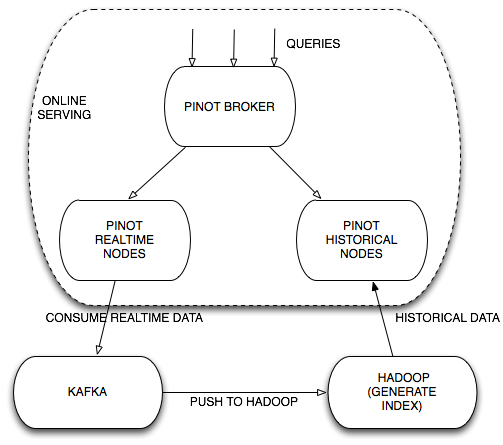 QUERIES
ONLINE
SERVING
PINOT BROKER
PINOT
REALTIME
NODES
PINOT
HISTORICAL
NODES
CONSUME REALTIME DATA
HISTORICAL DATA
KAFKA
PUSH TO HADOOP
HADOOP
(GENERATE
INDEX)